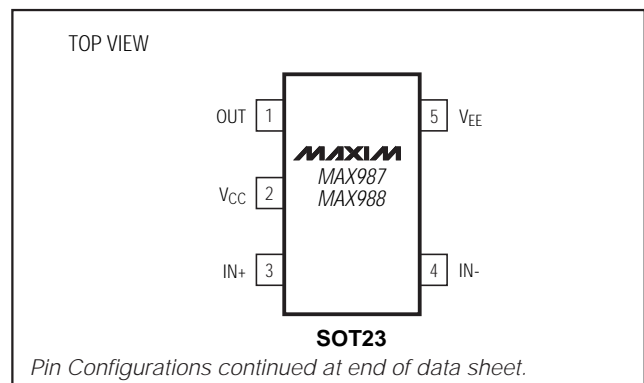 TOP VIEW
OUT 1
5 VEE
MAXIM
MAX987
MAX988
VCC 2
IN+ 3
4 IN-
SOT23
Pin Configurations continued at end of data sheet.